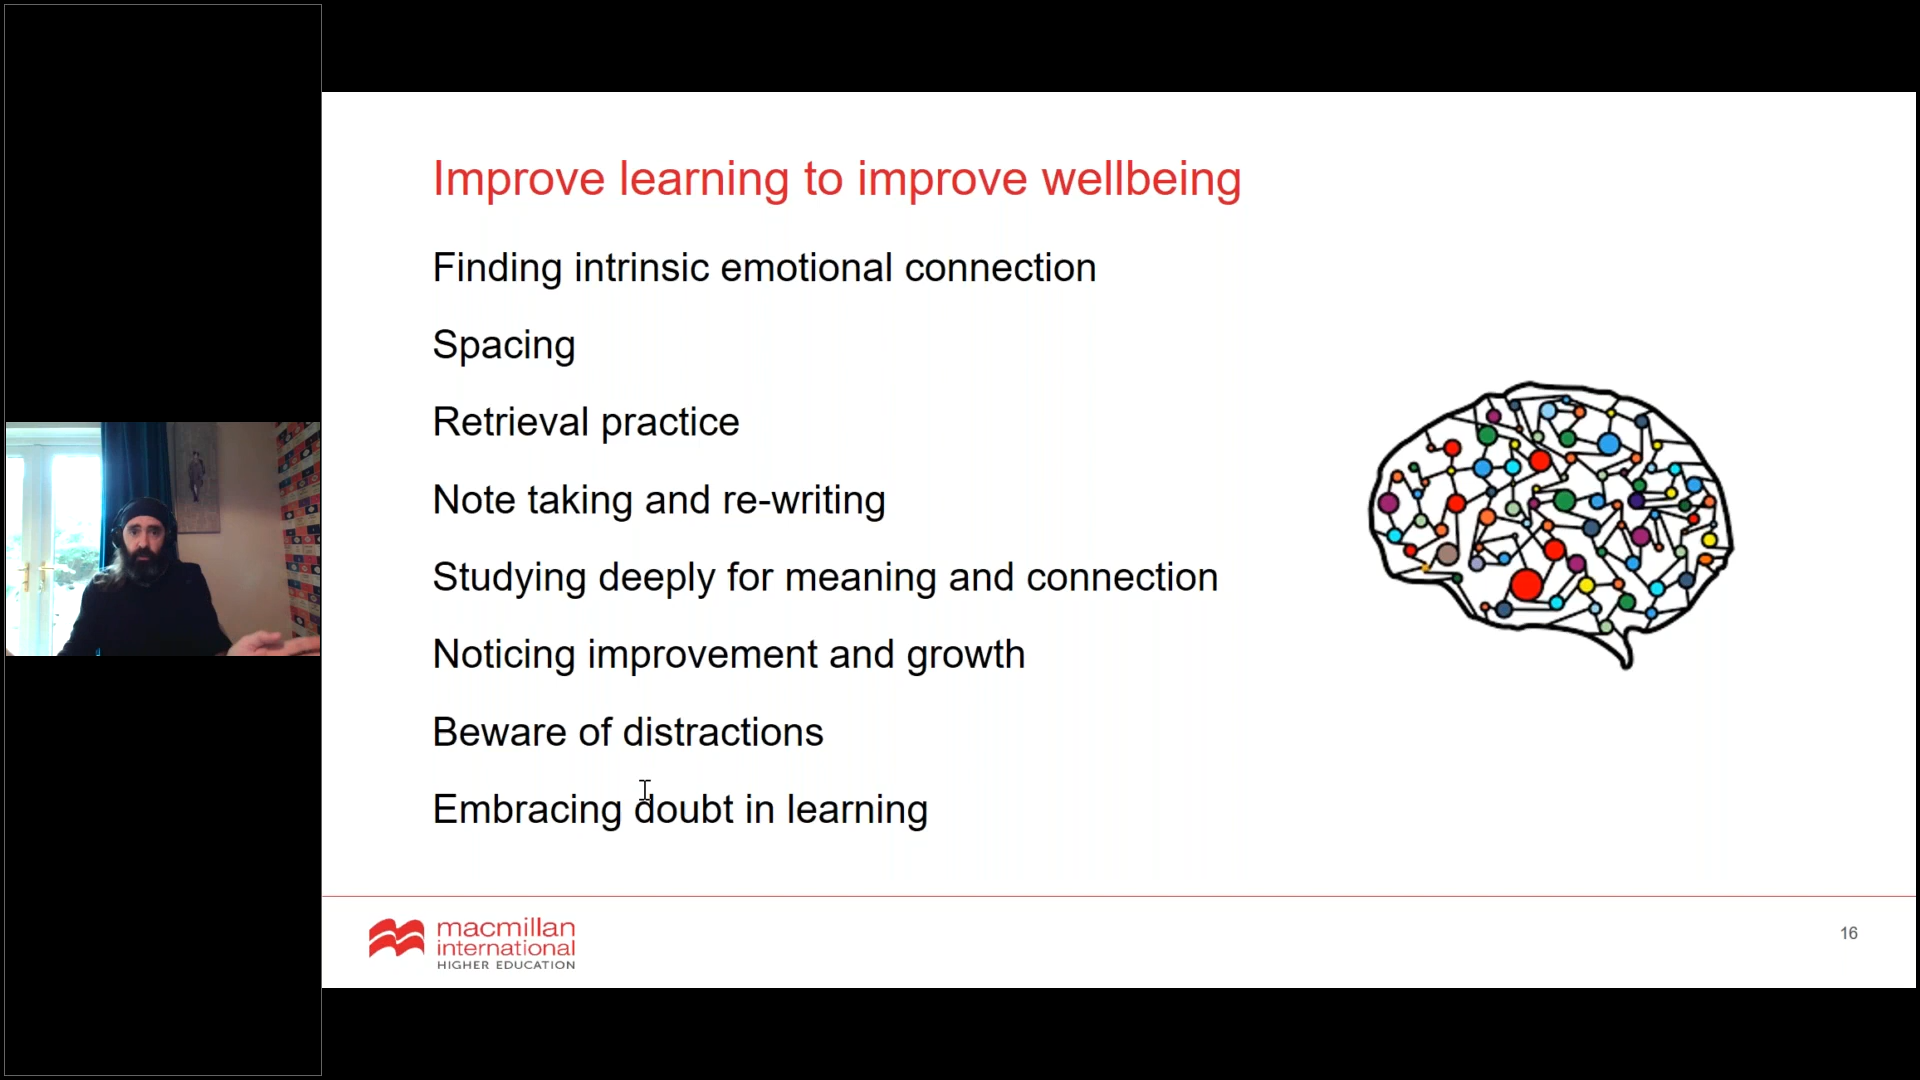 Improve learning to improve wellbeing
Finding intrinsic emotional connection
Spacing
Retrieval practice
Note taking and re-writing
Studying deeply for meaning and connection
Noticing improvement and growth
Beware of distractions
Embracing doubt in learning
macmillan
international
HIGHER EDUCATION
16